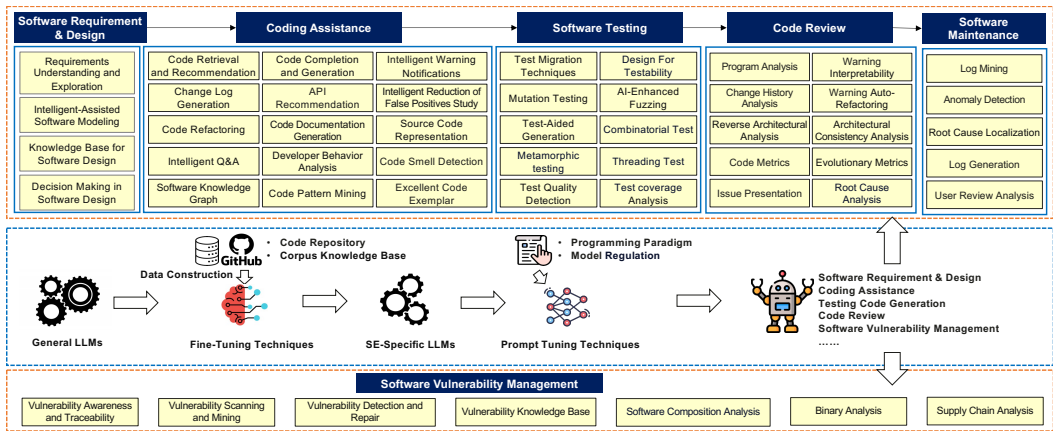 Software Requirement
& Design
Coding Assistance
Software Testing
Code Review
Software
Maintenance
Requirements
Understanding and
Exploration
Intelligent-Assisted
Software Modeling
Knowledge Base for
Software Design
Decision Making in
Software Design
Code Retrieval
and Recommendation
Code Completion
and Generation
Intelligent Warning
Notifications
Change Log
Generation
API
Recommendation
Intelligent Reduction of
False Positives Study
Code Refactoring
Code Documentation
Generation
Source Code
Representation
Intelligent Q&A
Developer Behavior
Analysis
Code Smell Detection
Software Knowledge
Graph
Code Pattern Mining
Excellent Code
Exemplar
Test Migration
Techniques
Design For
Testability
Mutation Testing
AI-Enhanced
Fuzzing
Test-Aided
Generation
Combinatorial Test
Metamorphic
testing
Threading Test
Test Quality
Detection
Test coverage
Analysis
Program Analysis
Warning
Interpretability
Change History
Analysis
Warning Auto-
Refactoring
Reverse Architectural
Analysis
Architectural
Consistency Analysis
Code Metrics
Evolutionary Metrics
Issue Presentation
Root Cause
Analysis
Log Mining
Anomaly Detection
Root Cause Localization
Log Generation
User Review Analysis
GitHub
• Code Repository
• Corpus Knowledge Base
Data Construction
• Programming Paradigm
• Model Regulation
General LLMs
Fine-Tuning Techniques
SE-Specific LLMs
Prompt Tuning Techniques
Software Requirement & Design
Coding Assistance
Testing Code Generation
Code Review
Software Vulnerability Management
……
Software Vulnerability Management
Vulnerability Awareness
and Traceability
Vulnerability Scanning
and Mining
Vulnerability Detection and
Repair
Vulnerability Knowledge Base
Software Composition Analysis
Binary Analysis
Supply Chain Analysis